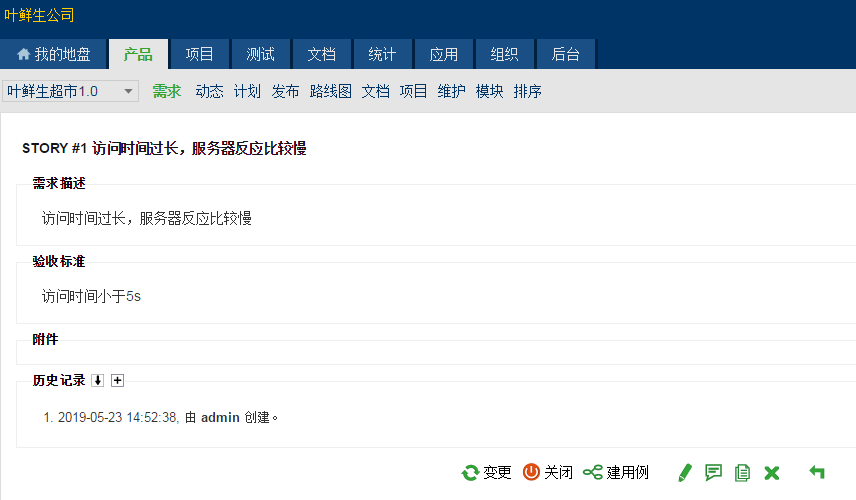 叶鲜生公司
我的地盘 产品 项目 测试 文档 统计 应用 组织 后台
叶鲜生超市1.0 需求 动态 计划 发布 路线图 文档 项目 维护 模块 排序
STORY #1 访问时间过长，服务器反应比较慢
需求描述
访问时间过长，服务器反应比较慢
验收标准
访问时间小于5s
附件
历史记录
1. 2019-05-23 14:52:38, 由 admin 创建。
变更 关闭 建用例